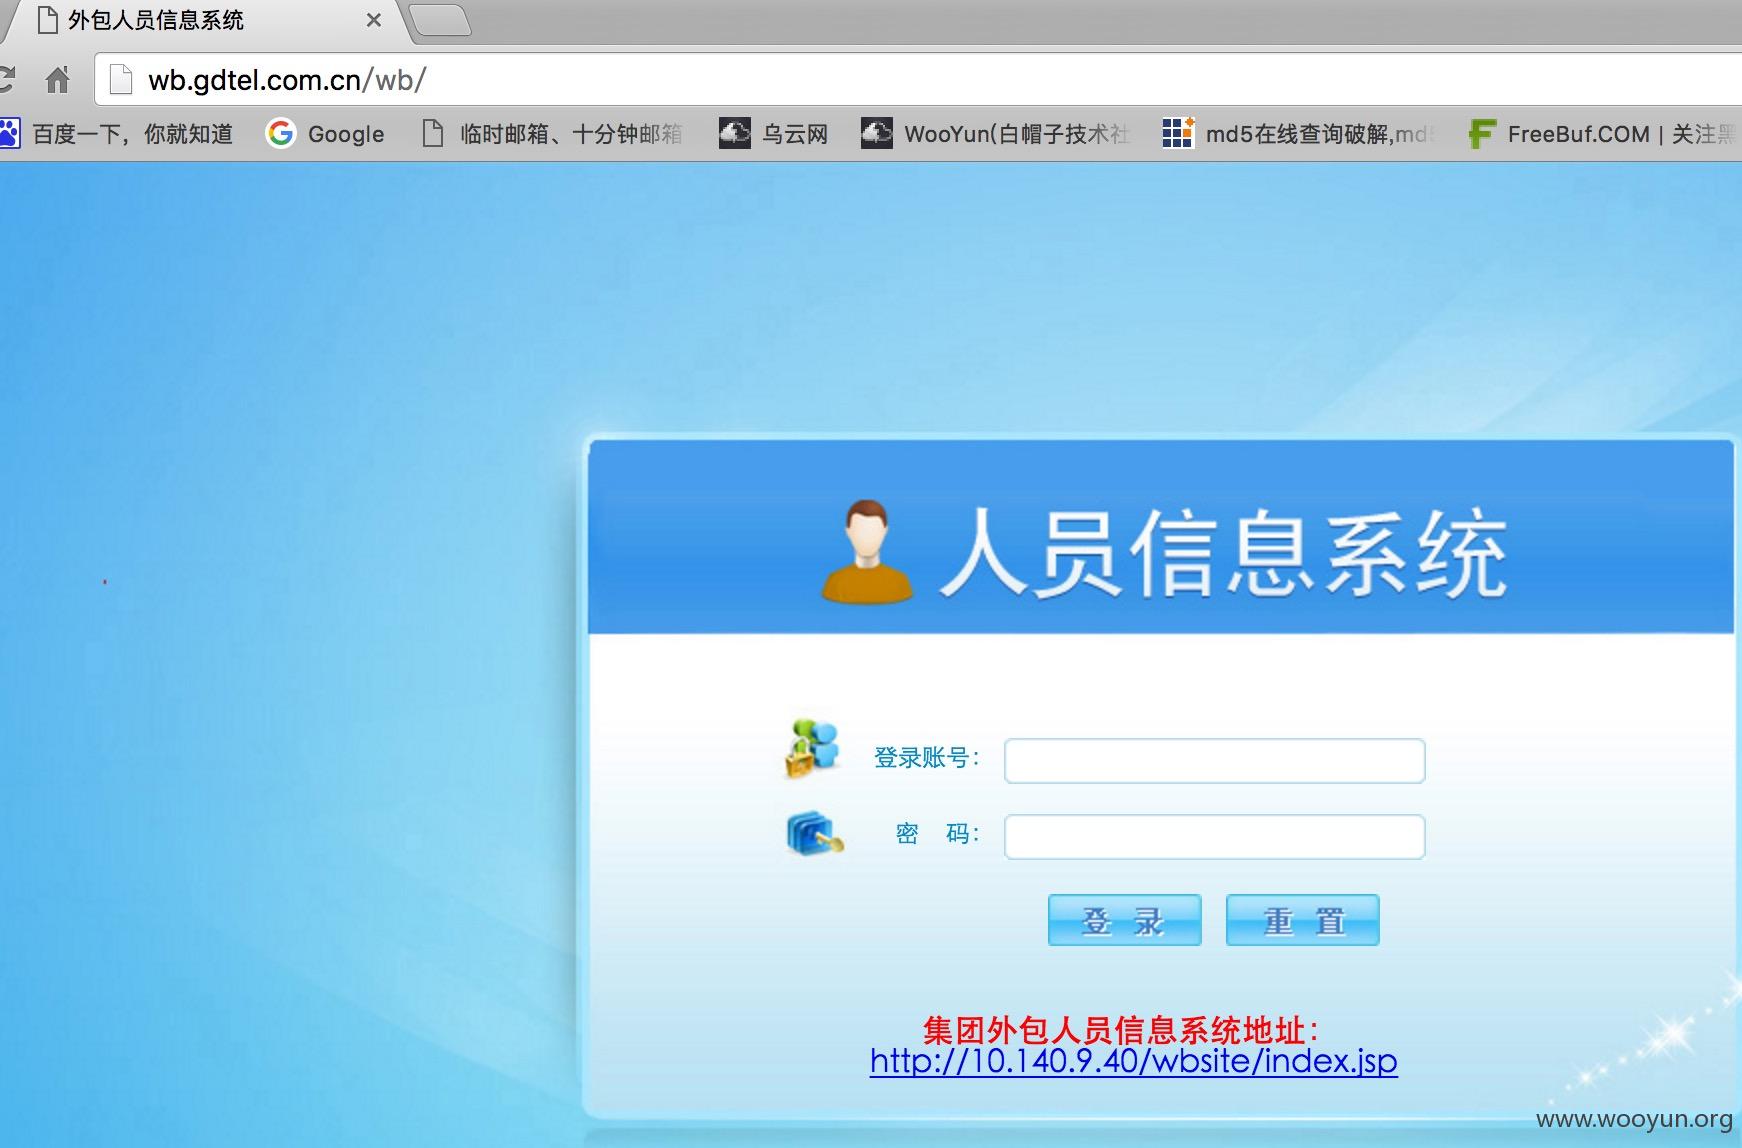 外包人员信息系统
wb.gdtel.com.cn/wb/
百度一下，你就知道 Google 临时邮箱、十分钟邮箱 乌云网 WooYun(白帽子技术社 md5在线查询破解,md5 FreeBuf.COM | 关注黑
人员信息系统
登录账号：
密 码：
登 录 重 置
集团外包人员信息系统地址：
http://10.140.9.40/wbsite/index.jsp
www.wooyun.org